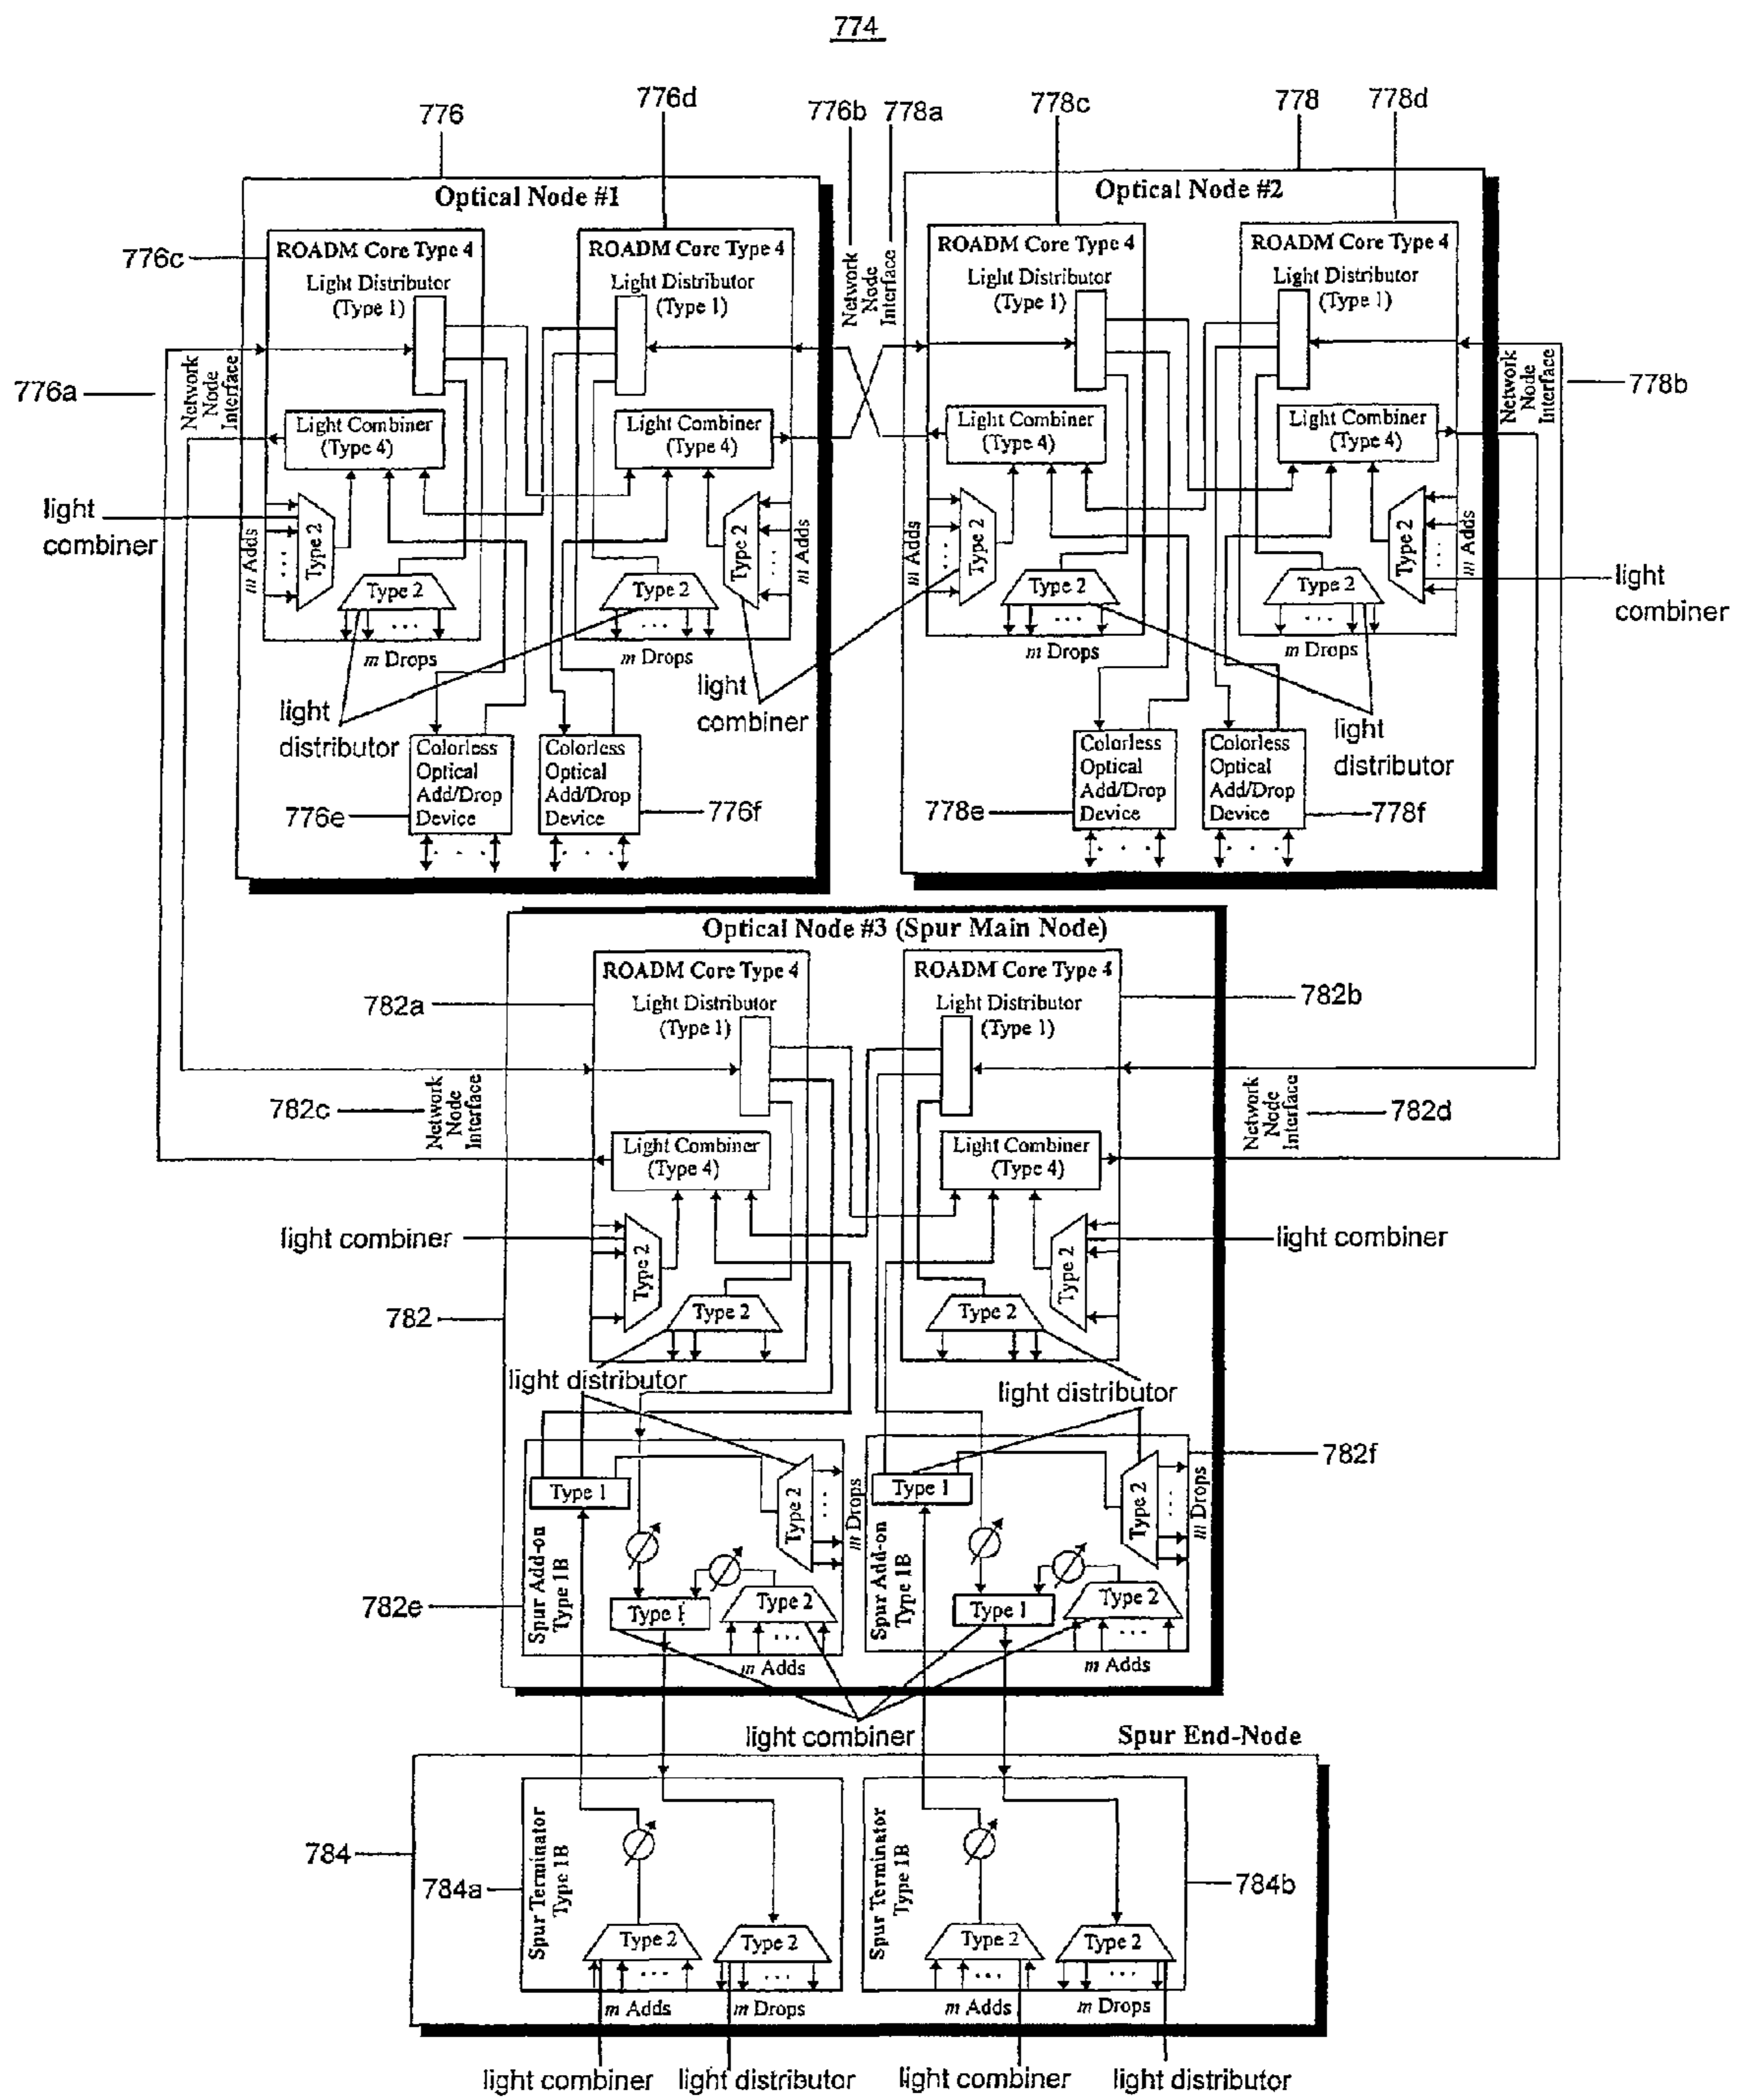 774
776
776d
776b
778a
778c
778
778d
Optical Node #1
Optical Node #2
776c
ROADM Core Type 4
Light Distributor
(Type 1)
ROADM Core Type 4
Light Distributor
(Type 1)
Network
Node
Interface
ROADM Core Type 4
Light Distributor
(Type 1)
ROADM Core Type 4
Light Distributor
(Type 1)
776a
Network
Node
Interface
Network
Node
Interface
778b
Light Combiner
(Type 4)
Light Combiner
(Type 4)
Light Combiner
(Type 4)
Light Combiner
(Type 4)
light
combiner
m Adds
Type 2
Type 2
m Drops
Type 2
m Adds
Type 2
m Drops
m Adds
Type 2
Type 2
m Drops
Type 2
m Adds
Type 2
m Drops
light
combiner
light
distributor
light
combiner
light
distributor
776e
Colorless
Optical
Add/Drop
Device
Colorless
Optical
Add/Drop
Device
776f
778e
Colorless
Optical
Add/Drop
Device
Colorless
Optical
Add/Drop
Device
778f
Optical Node #3 (Spur Main Node)
782a
ROADM Core Type 4
Light Distributor
(Type 1)
ROADM Core Type 4
Light Distributor
(Type 1)
782b
782c
Network
Node
Interface
Network
Node
Interface
782d
Light Combiner
(Type 4)
Light Combiner
(Type 4)
light combiner
Type 2
Type 2
Type 2
Type 2
light combiner
782
light distributor
light distributor
782f
Type 1
Type 2
m Drops
Spur Add-on
Type 1B
Type 1
Type 2
m Adds
782e
Type 1
Type 2
m Drops
Spur Add-on
Type 1B
Type 1
Type 2
m Adds
light combiner
Spur End-Node
784
784a
Spur Terminator
Type 1B
Type 2
Type 2
m Adds
m Drops
Spur Terminator
Type 1B
784b
Type 2
Type 2
m Adds
m Drops
light combiner
light distributor
light combiner
light distributor